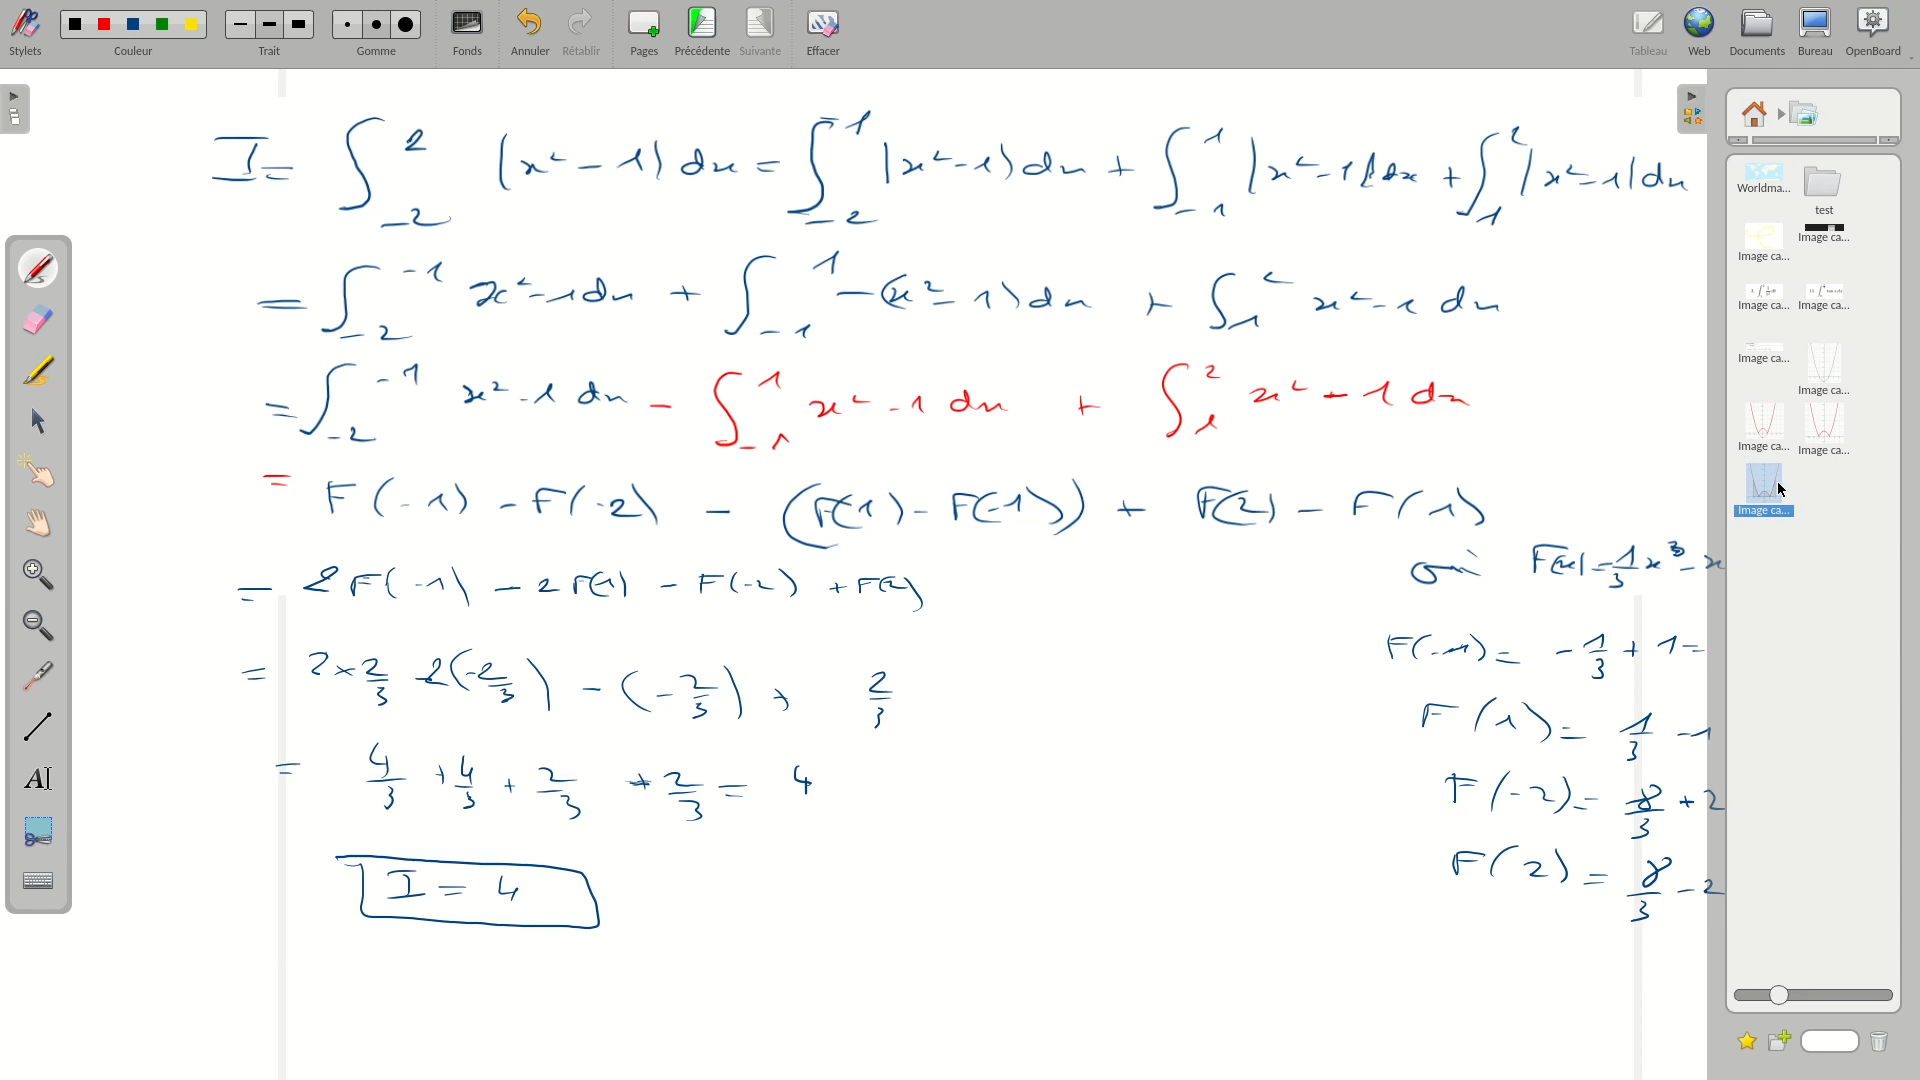 Stylets Couleur Trait Gomme Fonds Annuler Rétablir Pages Précédente Suivante Effacer Tableau Web Documents Bureau OpenBoard
I = ∫_{-2}^{2} |x² - 1| dx = ∫_{-2}^{-1} |x² - 1| dx + ∫_{-1}^{1} |x² - 1| dx + ∫_{1}^{2} |x² - 1| dx
= ∫_{-2}^{-1} x² - 1 dx + ∫_{-1}^{1} -(x² - 1) dx + ∫_{1}^{2} x² - 1 dx
= ∫_{-2}^{-1} x² - 1 dx - ∫_{-1}^{1} x² - 1 dx + ∫_{1}^{2} x² - 1 dx
= F(-1) - F(-2) - (F(1) - F(-1)) + F(2) - F(1)
où F(x) = 1/3 x³ - x
= 2F(-1) - 2F(1) - F(-2) + F(2)
F(-1) = -1/3 + 1 =
= 2 × 2/3 - 2(-2/3) - (-2/3) + 2/3
F(1) = 1/3 - 1
= 4/3 + 4/3 + 2/3 + 2/3 = 4
F(-2) = -8/3 + 2
I = 4
F(2) = 8/3 - 2
AI
Worldma...
test
Image ca...
Image ca...
Image ca... Image ca...
Image ca...
Image ca...
Image ca... Image ca...
Image ca...